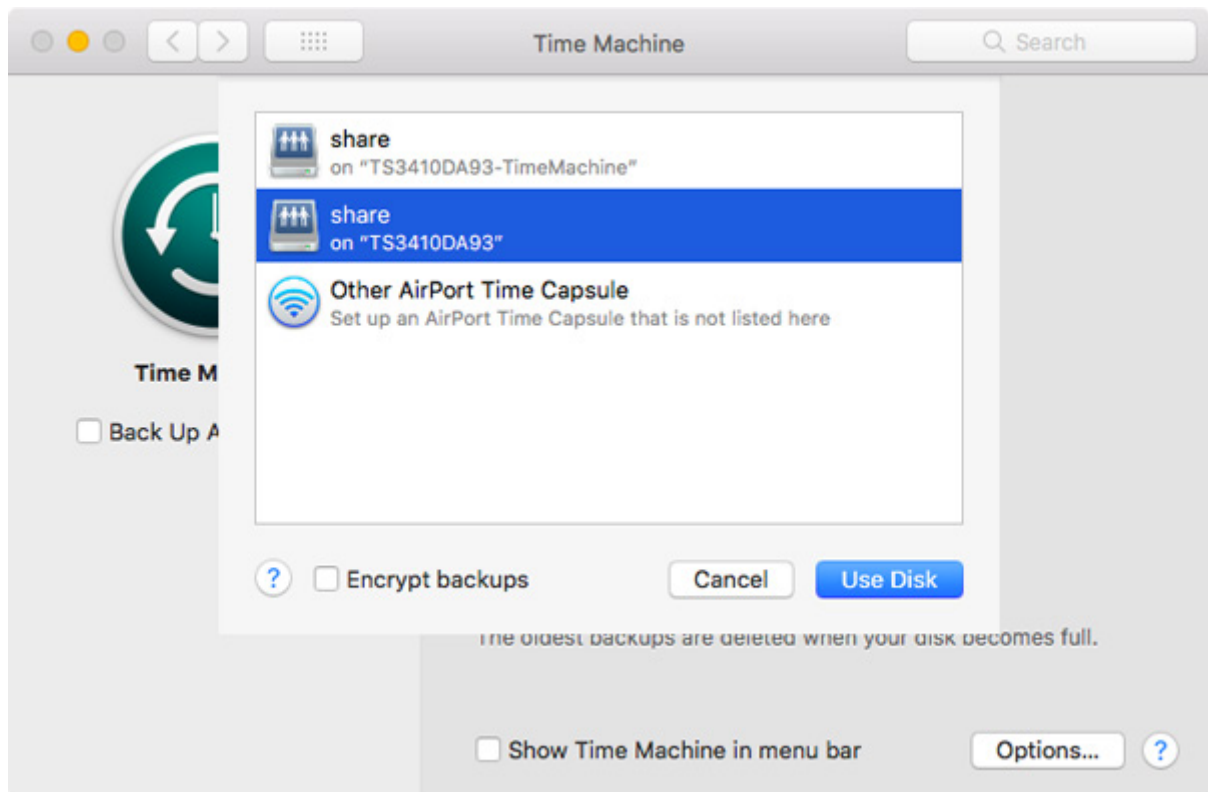 Time Machine
Search
share
on "TS3410DA93-TimeMachine"
share
on "TS3410DA93"
Other AirPort Time Capsule
Set up an AirPort Time Capsule that is not listed here
Time M
Back Up A
? Encrypt backups
Cancel
Use Disk
The oldest backups are deleted when your disk becomes full.
Show Time Machine in menu bar
Options...
?